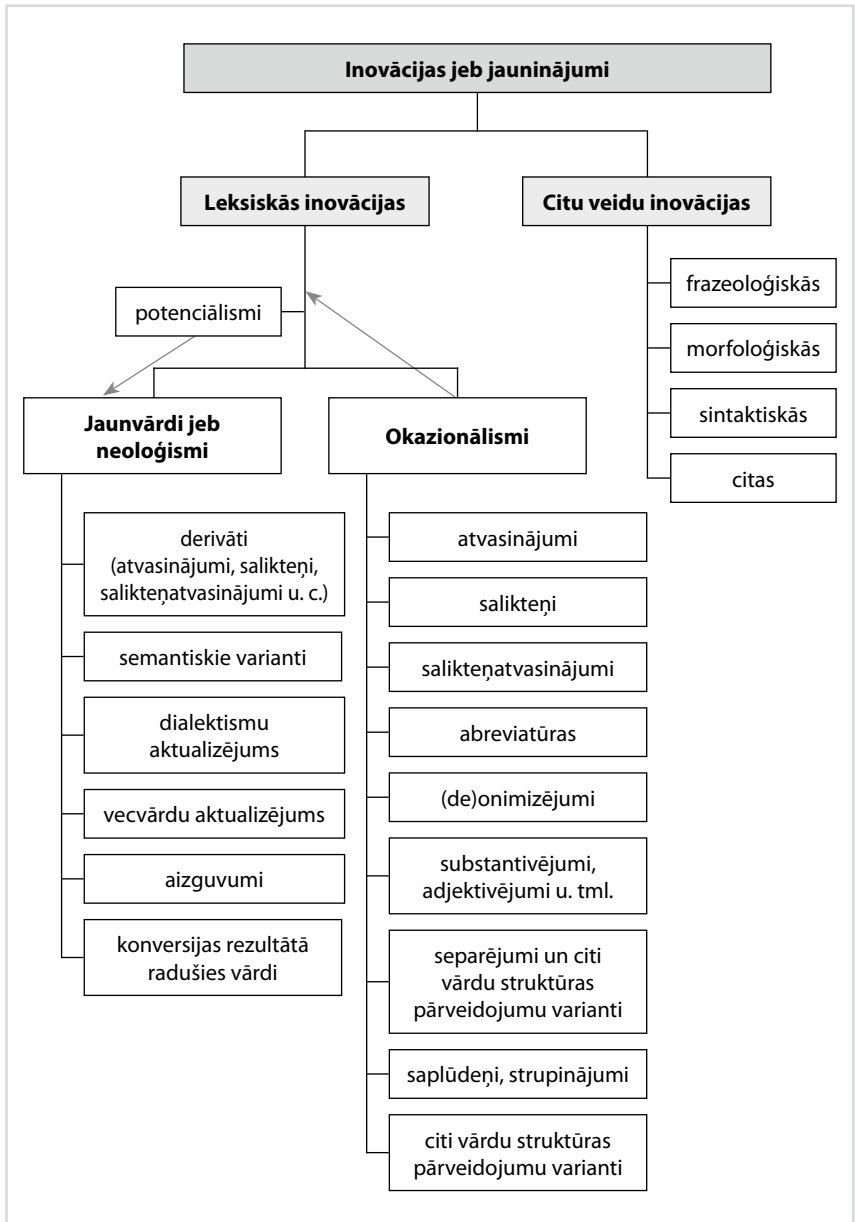 Inovācijas jeb jauninājumi
Leksiskās inovācijas
Citu veidu inovācijas
potenciālismi
frazeoloģiskās
morfoloģiskās
sintaktiskās
citas
Jaunvārdi jeb
neoloģismi
derivāti
(atvasinājumi, salikteņi,
salikteņatvasinājumi u. c.)
semantiskie varianti
dialektismu
aktualizējums
vecvārdu aktualizējums
aizguvumi
konversijas rezultātā
radušies vārdi
Okazionālismi
atvasinājumi
salikteņi
salikteņatvasinājumi
abreviatūras
(de)onimizējumi
substantivējumi,
adjektivējumi u. tml.
separējumi un citi
vārdu struktūras
pārveidojumu varianti
saplūdeņi, strupinājumi
citi vārdu struktūras
pārveidojumu varianti